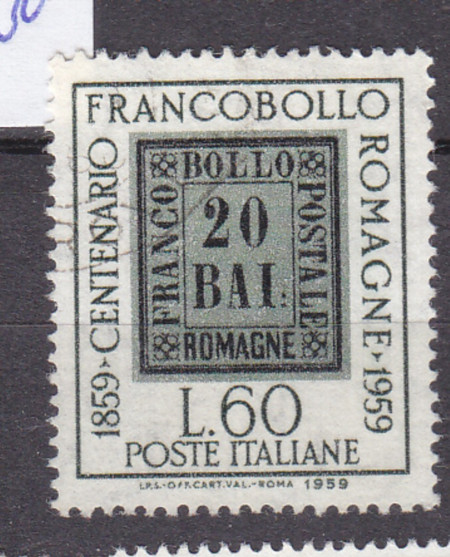 1859 · CENTENARIO
FRANCOBOLLO
ROMAGNE · 1959
FRANCO
BOLLO
POSTALE
20
BAI.
ROMAGNE
L.60
POSTE ITALIANE
I.P.S.-OFF.CART.VAL.-ROMA 1959